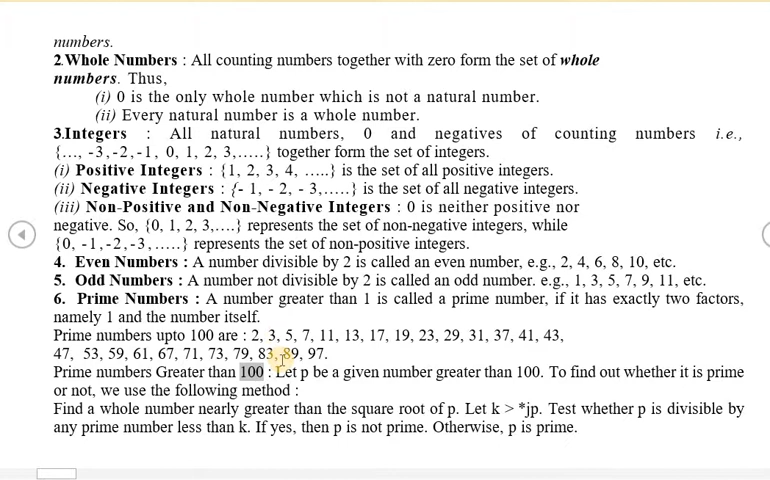 numbers.
2.Whole Numbers : All counting numbers together with zero form the set of whole
numbers. Thus,
(i) 0 is the only whole number which is not a natural number.
(ii) Every natural number is a whole number.
3.Integers : All natural numbers, 0 and negatives of counting numbers i.e.,
{..., -3,-2,-1, 0, 1, 2, 3,.....} together form the set of integers.
(i) Positive Integers : {1, 2, 3, 4, .....} is the set of all positive integers.
(ii) Negative Integers : {- 1, - 2, - 3,.....} is the set of all negative integers.
(iii) Non-Positive and Non-Negative Integers : 0 is neither positive nor
negative. So, {0, 1, 2, 3,....} represents the set of non-negative integers, while
{0, -1,-2,-3,.....} represents the set of non-positive integers.
4. Even Numbers : A number divisible by 2 is called an even number, e.g., 2, 4, 6, 8, 10, etc.
5. Odd Numbers : A number not divisible by 2 is called an odd number. e.g., 1, 3, 5, 7, 9, 11, etc.
6. Prime Numbers : A number greater than 1 is called a prime number, if it has exactly two factors,
namely 1 and the number itself.
Prime numbers upto 100 are : 2, 3, 5, 7, 11, 13, 17, 19, 23, 29, 31, 37, 41, 43,
47, 53, 59, 61, 67, 71, 73, 79, 83, 89, 97.
Prime numbers Greater than 100 : Let p be a given number greater than 100. To find out whether it is prime
or not, we use the following method :
Find a whole number nearly greater than the square root of p. Let k > *jp. Test whether p is divisible by
any prime number less than k. If yes, then p is not prime. Otherwise, p is prime.